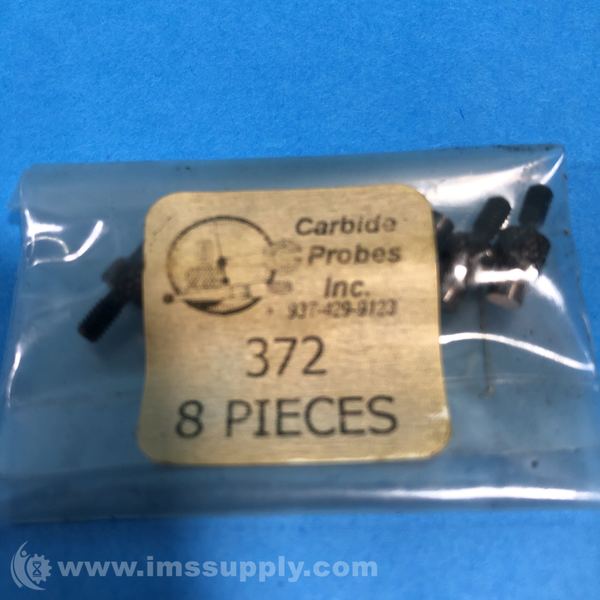 Carbide
Probes
Inc.
937-429-9123
372
8 PIECES
www.imssupply.com